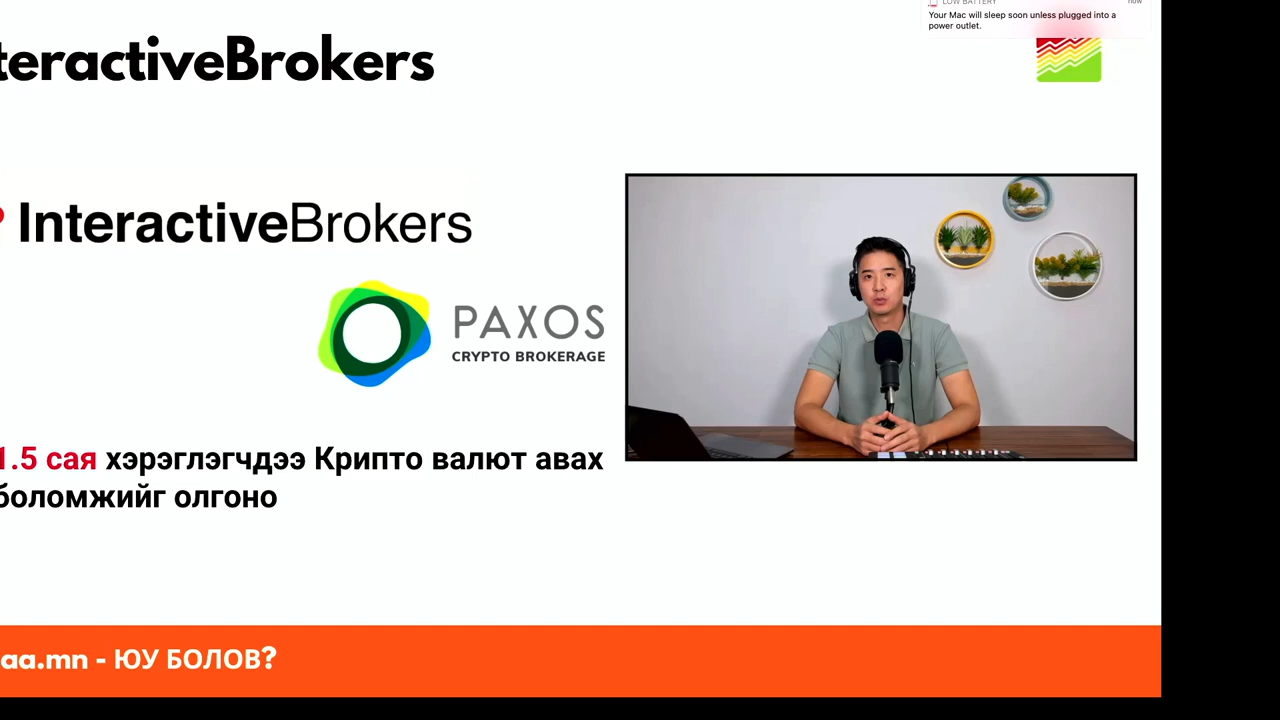 LOW BATTERY
now
Your Mac will sleep soon unless plugged into a
power outlet.
teractiveBrokers
InteractiveBrokers
PAXOS
CRYPTO BROKERAGE
1.5 сая хэрэглэгчдээ Крипто валют авах
боломжийг олгоно
aa.mn - ЮУ БОЛОВ?